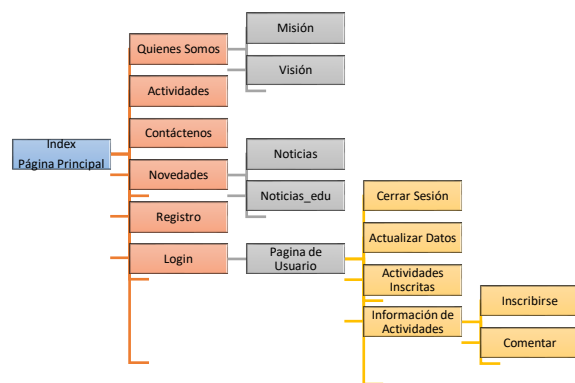 Misión
Quienes Somos
Visión
Actividades
Contáctenos
Index
Página Principal
Noticias
Novedades
Noticias_edu
Cerrar Sesión
Registro
Actualizar Datos
Login
Pagina de
Usuario
Actividades
Inscritas
Inscribirse
Información de
Actividades
Comentar